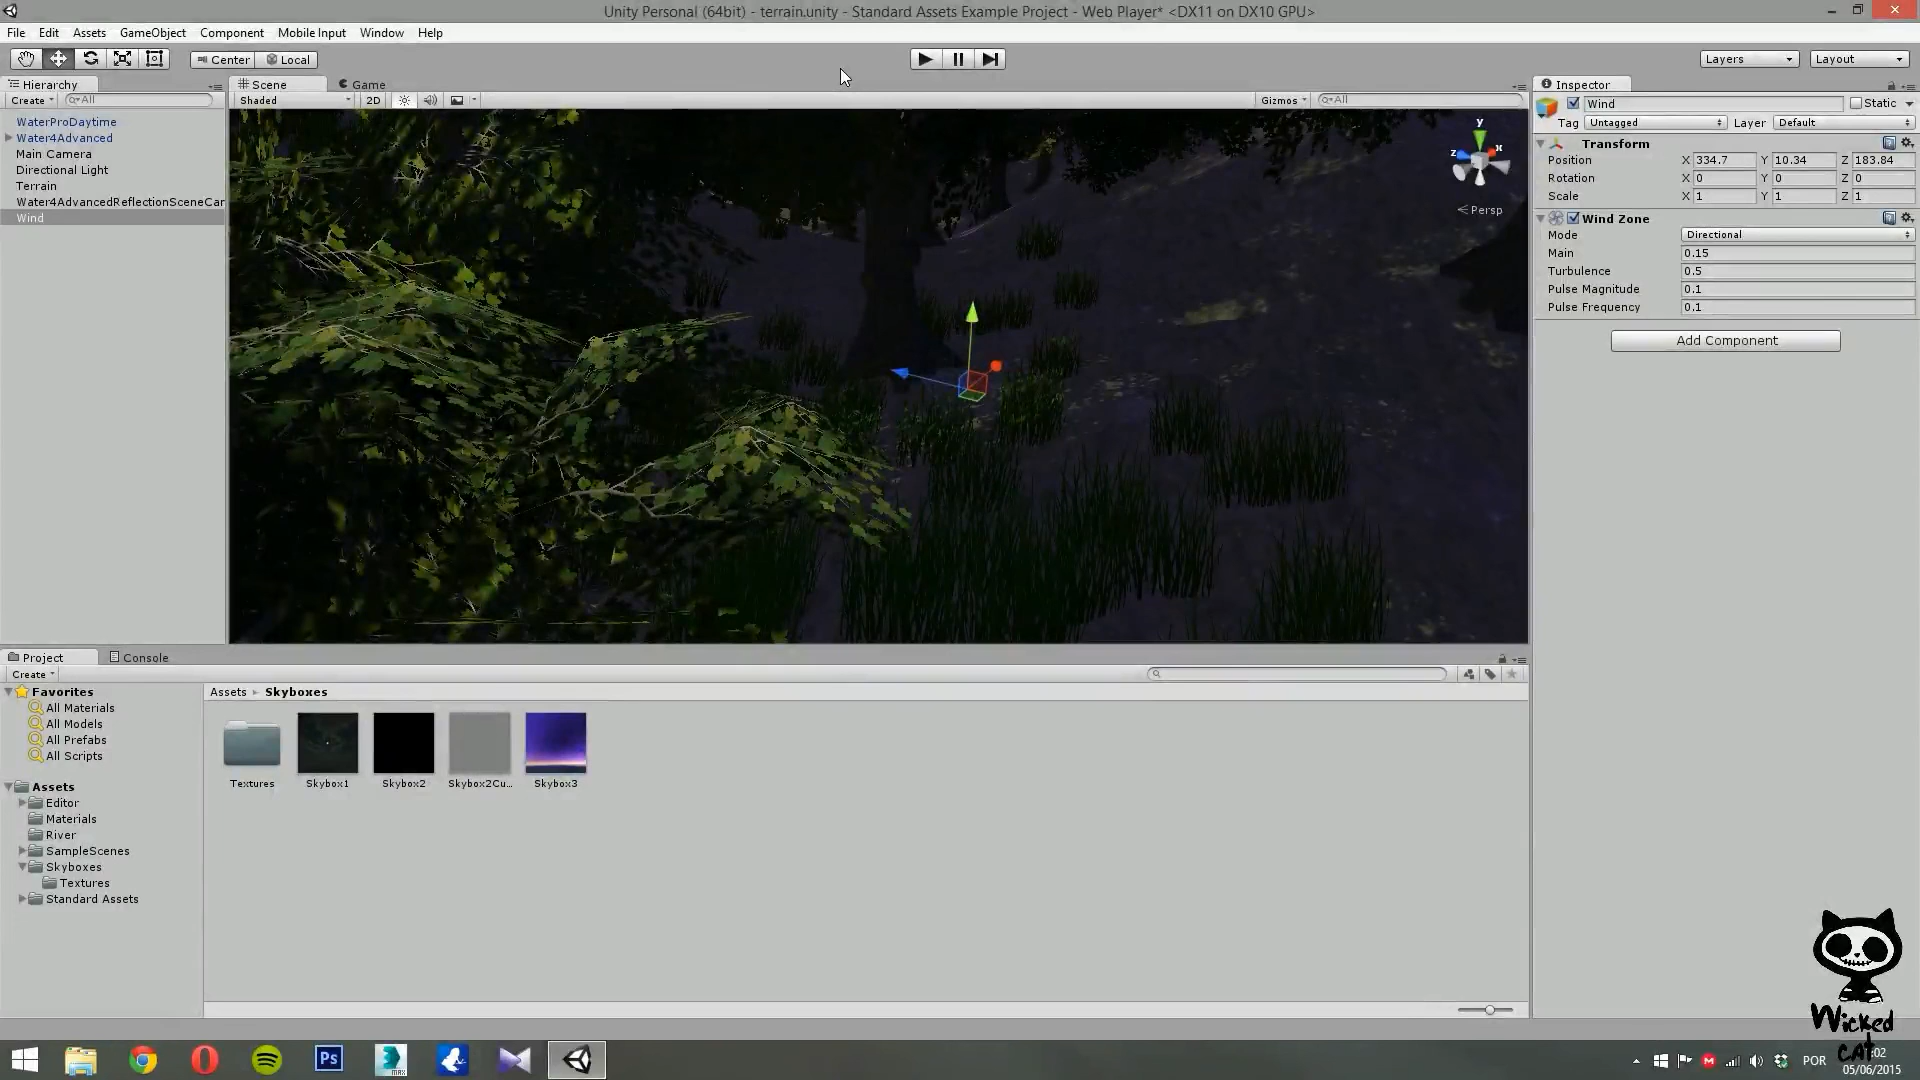 Unity Personal (64bit) - terrain.unity - Standard Assets Example Project - Web Player* <DX11 on DX10 GPU>
File Edit Assets GameObject Component Mobile Input Window Help
Center Local Layers Layout
Hierarchy Scene Game Inspector
Create All Shaded 2D Gizmos All Wind Static
WaterProDaytime
Water4Advanced
Main Camera
Directional Light
Terrain
Water4AdvancedReflectionSceneCar
Wind
y
z x
Persp
Tag Untagged Layer Default
Transform
Position X 334.7 Y 10.34 Z 183.84
Rotation X 0 Y 0 Z 0
Scale X 1 Y 1 Z 1
Wind Zone
Mode Directional
Main 0.15
Turbulence 0.5
Pulse Magnitude 0.1
Pulse Frequency 0.1
Add Component
Project Console
Create
Favorites
All Materials
All Models
All Prefabs
All Scripts
Assets
Editor
Materials
River
SampleScenes
Skyboxes
Textures
Standard Assets
Assets Skyboxes
Textures Skybox1 Skybox2 Skybox2Cu... Skybox3
Wicked
cat
Ps
MAX
POR
:02
05/06/2015